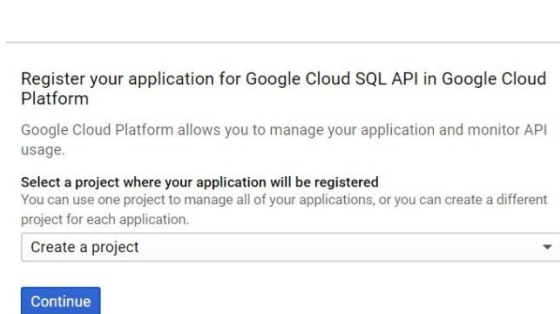 Register your application for Google Cloud SQL API in Google Cloud
Platform
Google Cloud Platform allows you to manage your application and monitor API
usage.
Select a project where your application will be registered
You can use one project to manage all of your applications, or you can create a different
project for each application.
Create a project
Continue